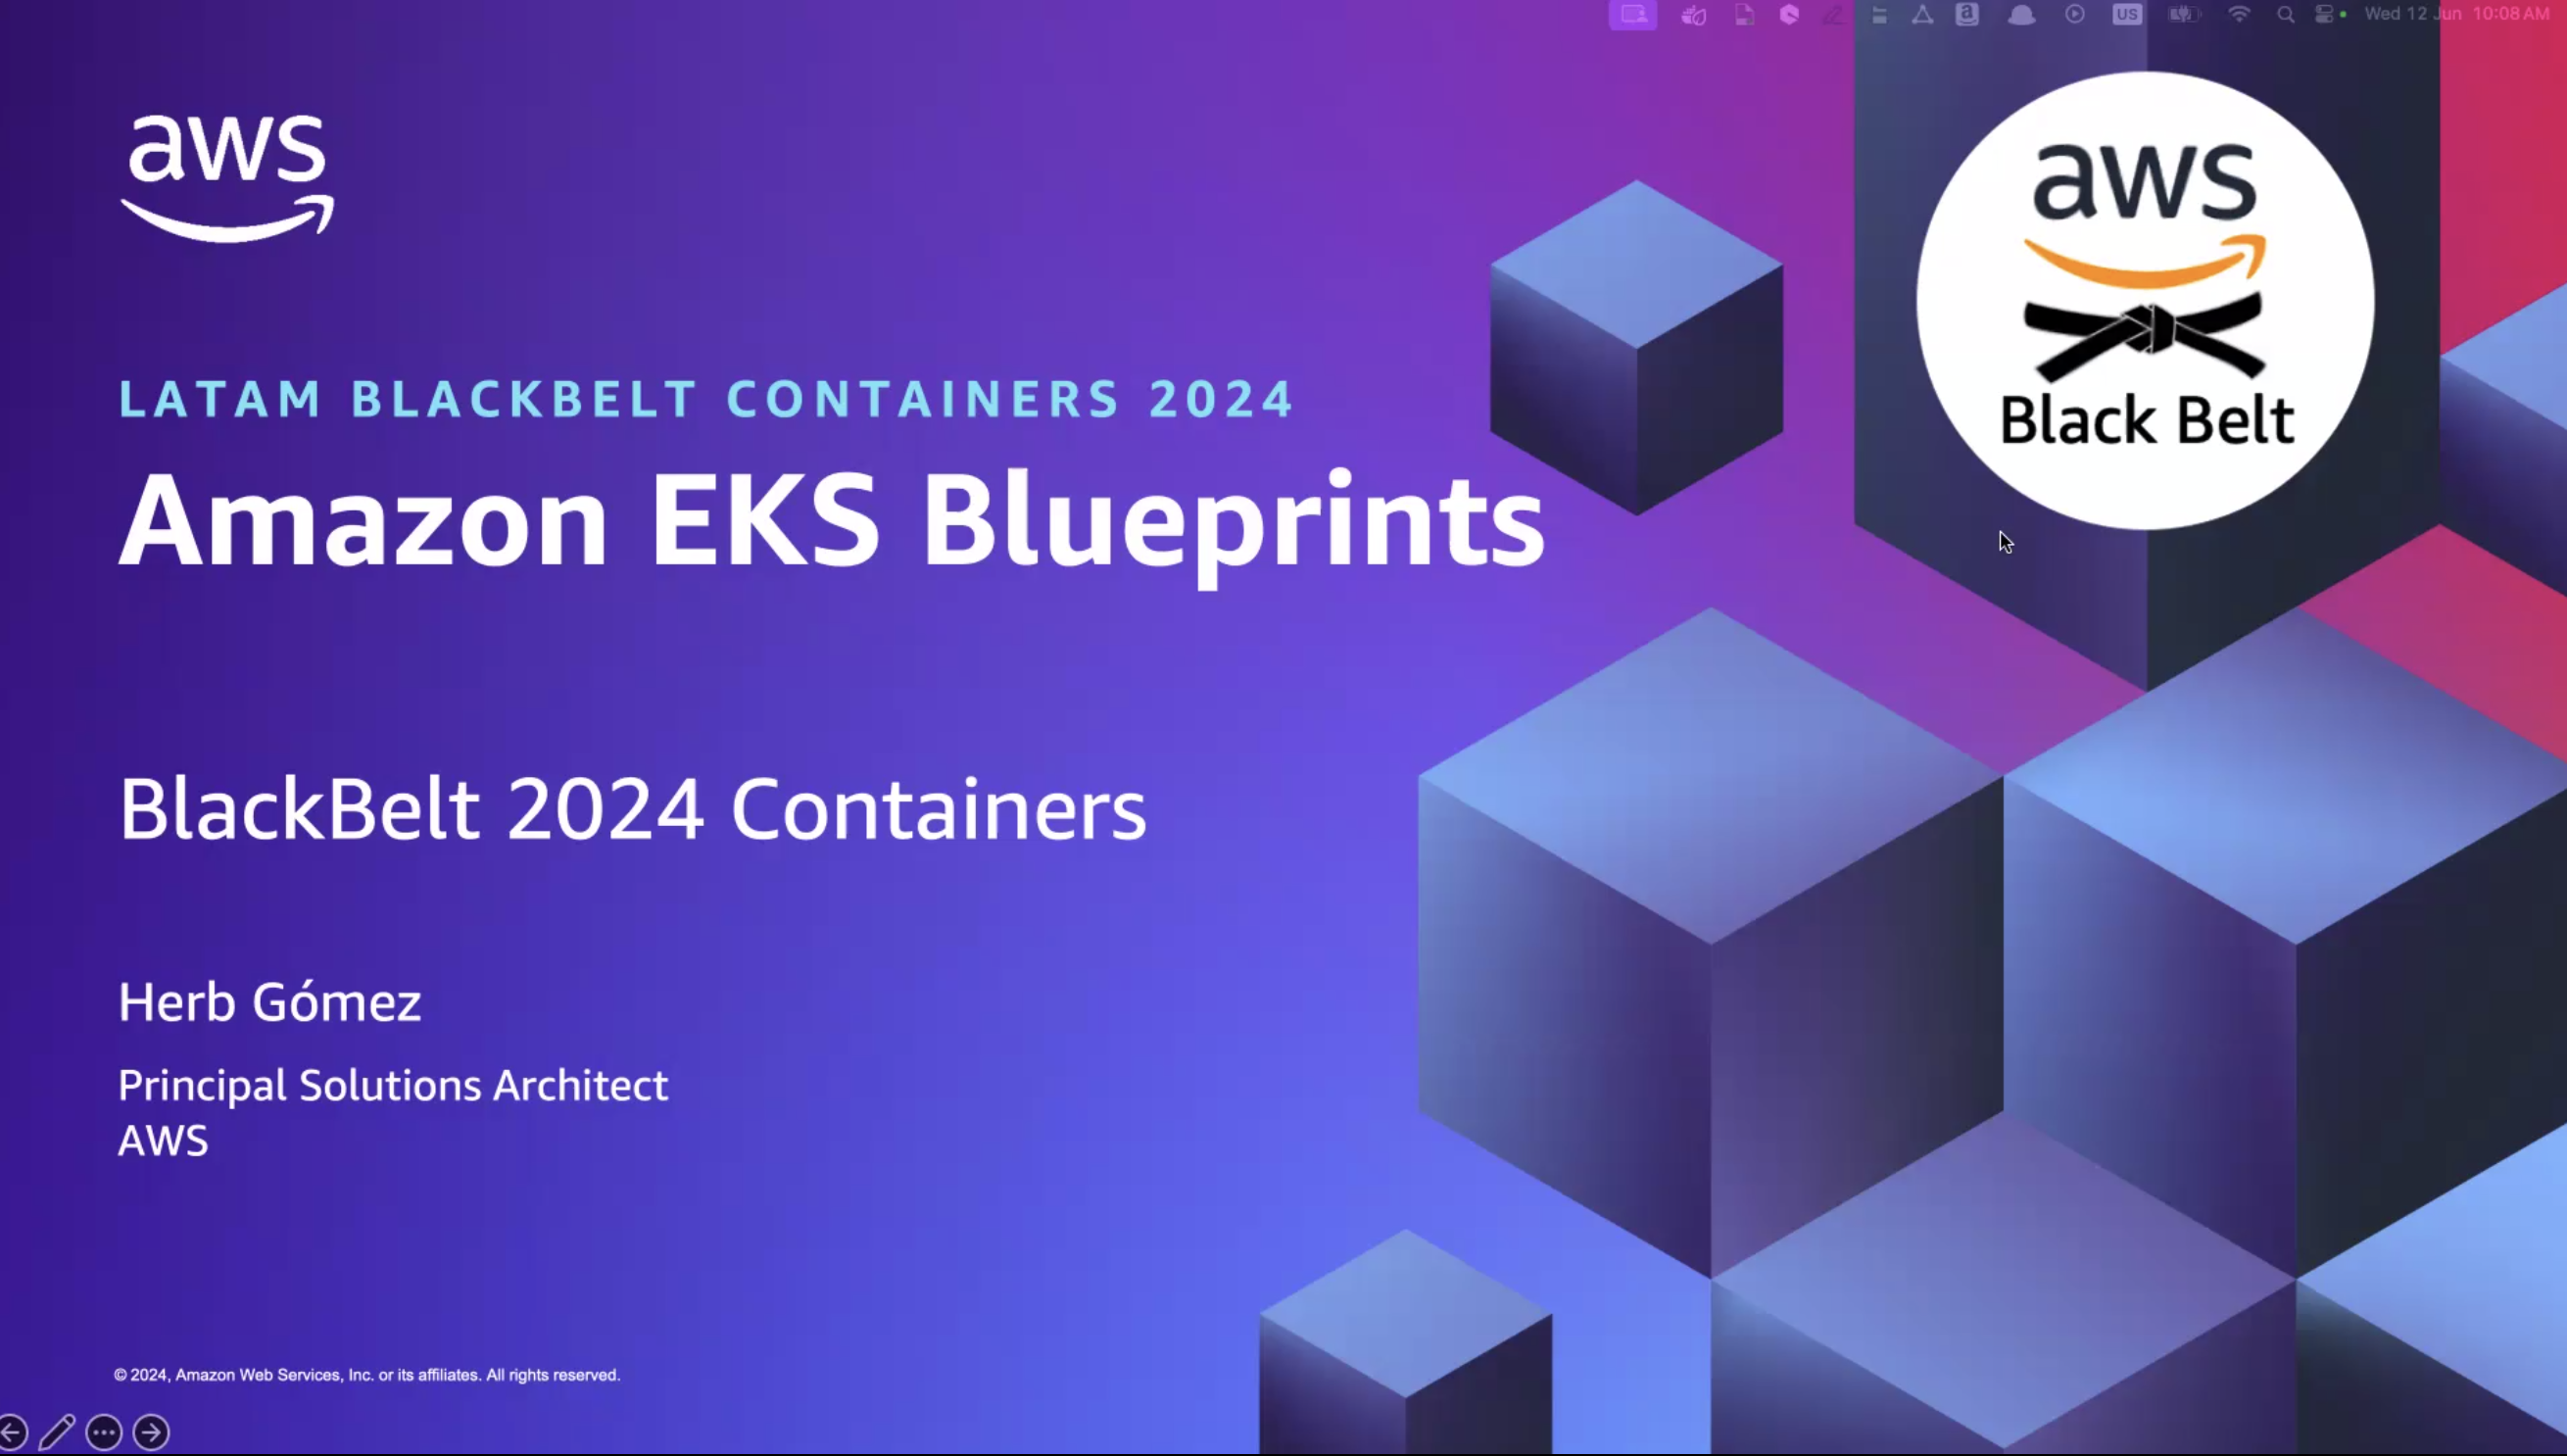 US Wed 12 Jun 10:08 AM
aws
aws
Black Belt
LATAM BLACKBELT CONTAINERS 2024
Amazon EKS Blueprints
BlackBelt 2024 Containers
Herb Gómez
Principal Solutions Architect
AWS
© 2024, Amazon Web Services, Inc. or its affiliates. All rights reserved.